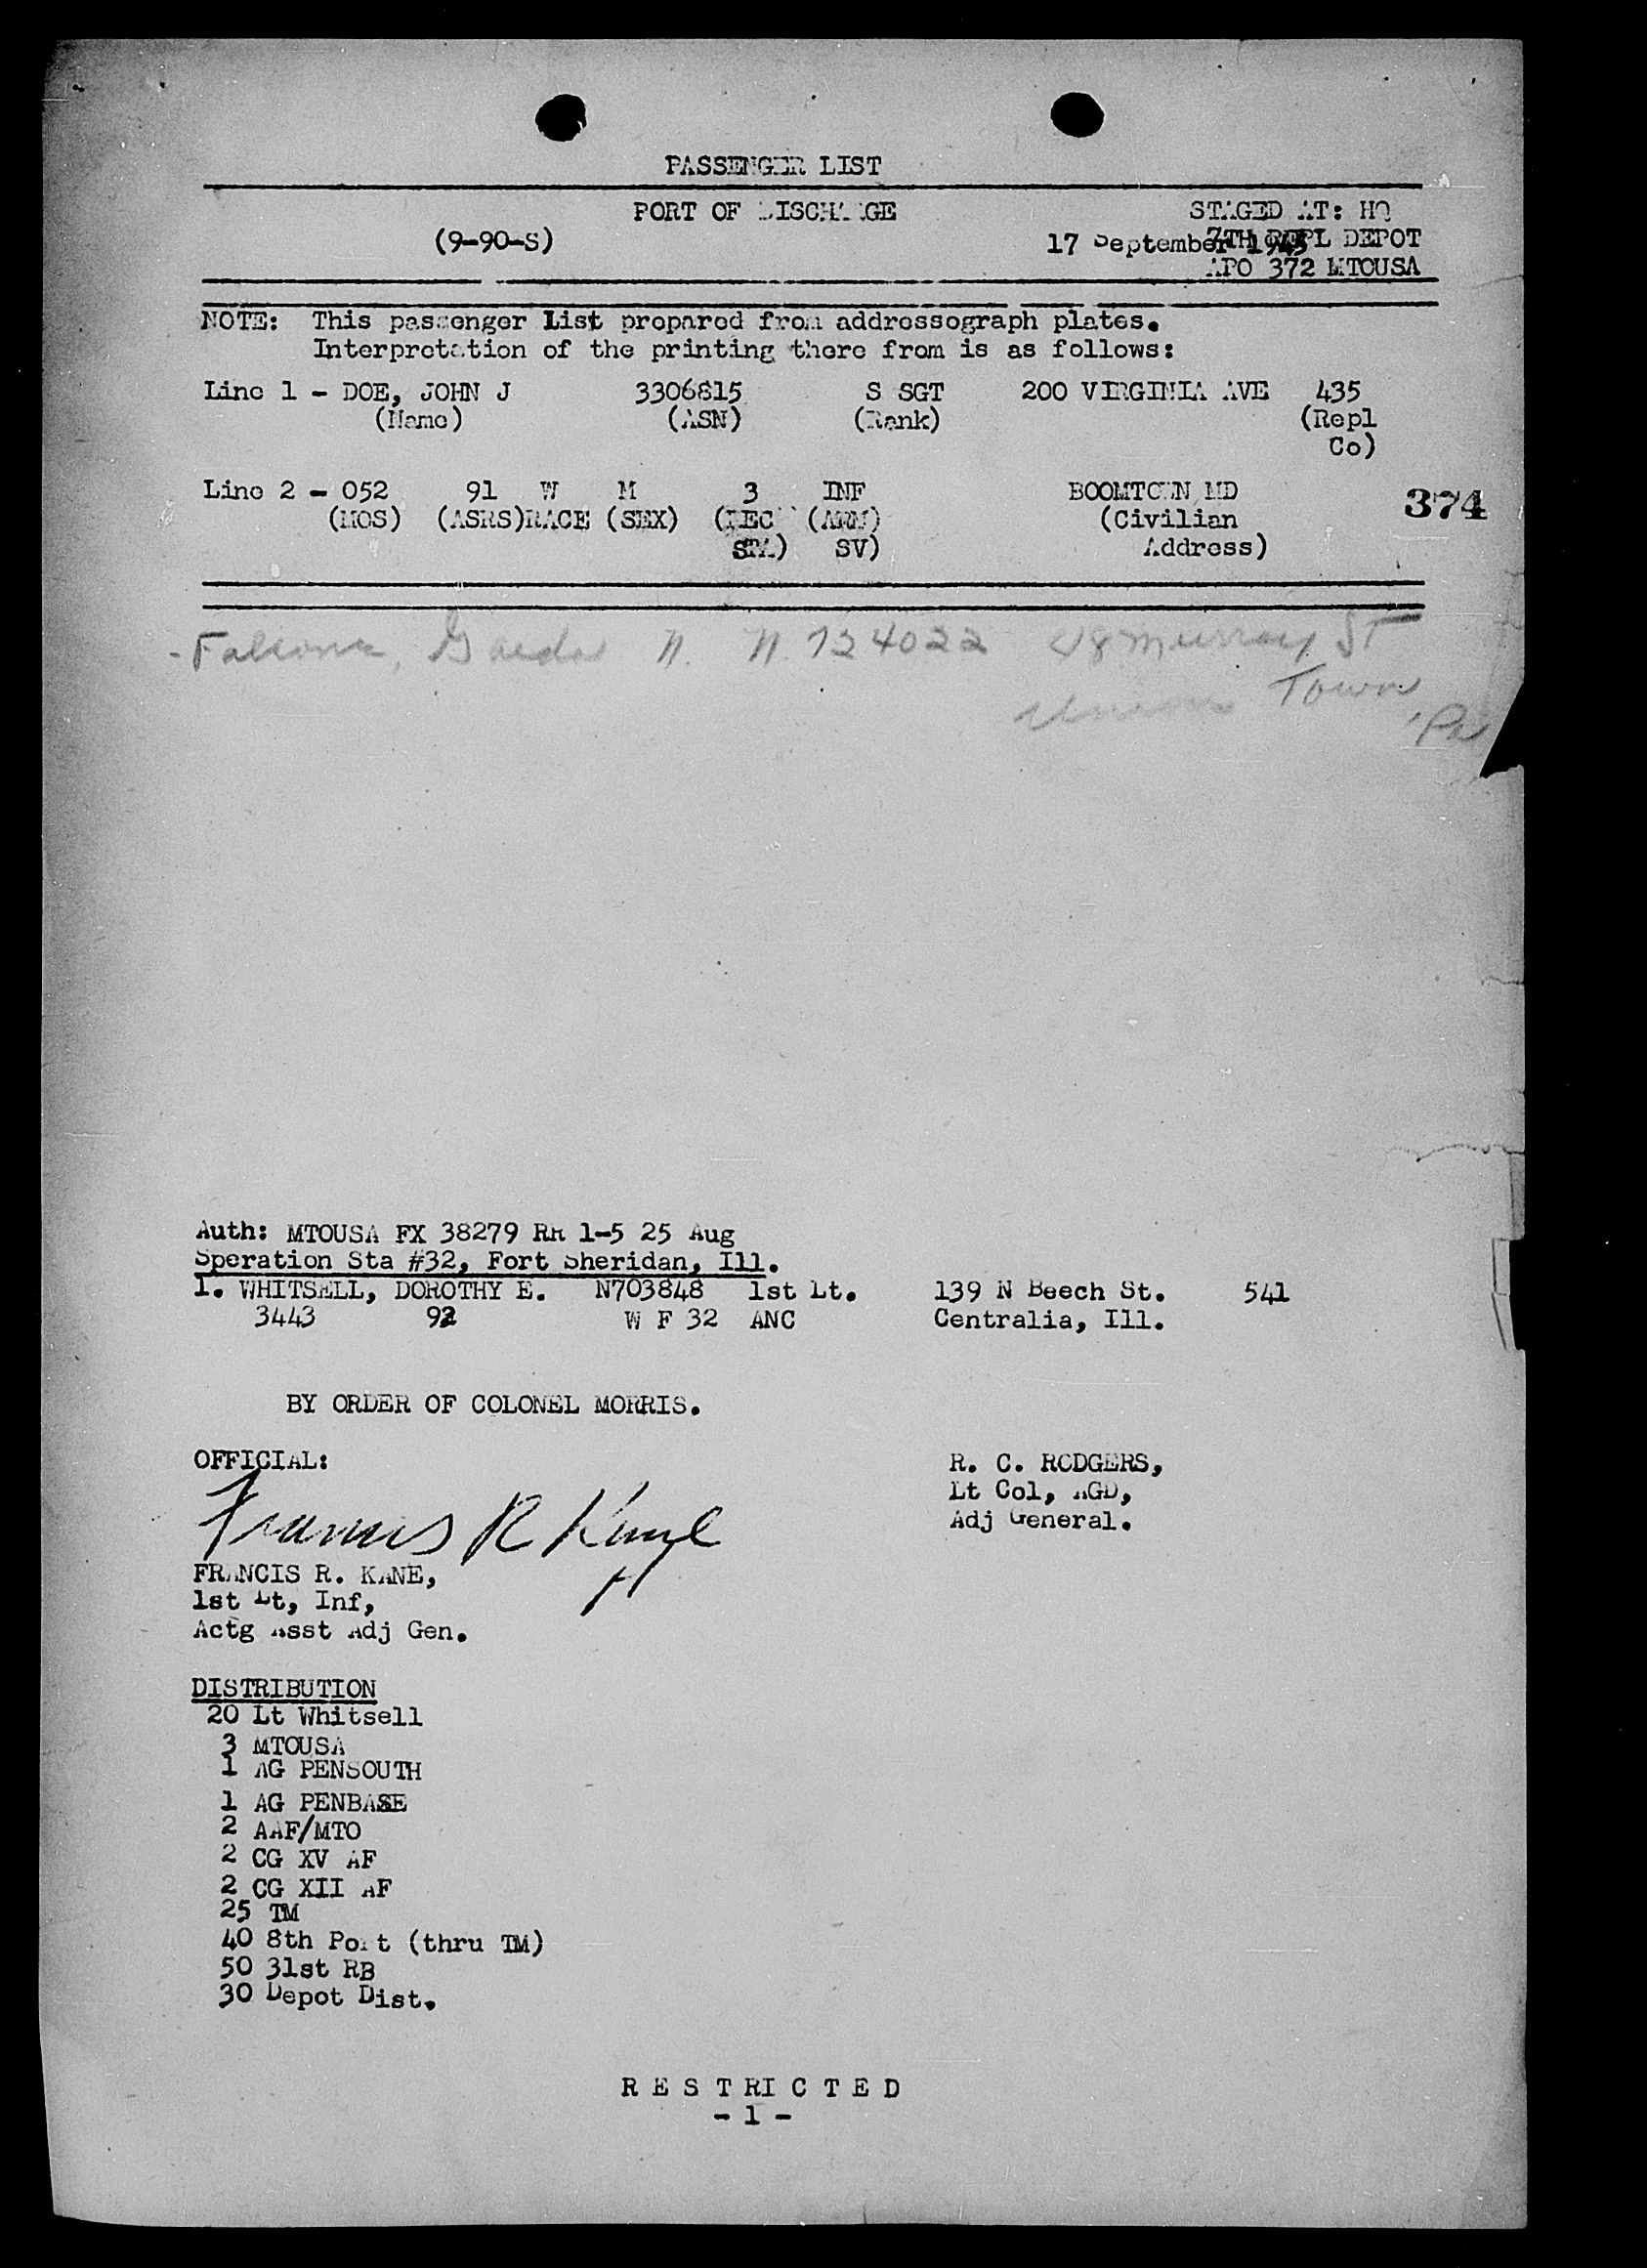 PASSENGER LIST
PORT OF DISCHARGE STAGED AT: HQ
(9-90-S) 17 September 1945 7TH REPL DEPOT
APO 372 MTOUSA
NOTE: This passenger List prepared from addressograph plates.
Interpretation of the printing there from is as follows:
Line 1 - DOE, JOHN J 3306815 S SGT 200 VIRGINIA AVE 435
(Name) (ASN) (Rank) (Repl
Co)
Line 2 - 052 91 W M 3 INF BOOMTOWN MD 374
(MOS) (ASRS)RACE (SEX) (REC (ARM) (Civilian
STA) SV) Address)
N. N 724022 48 Murray ST
Town
Pa
Auth: MTOUSA FX 38279 RR 1-5 25 Aug
Speration Sta #32, Fort Sheridan, Ill.
1. WHITSELL, DOROTHY E. N703848 1st Lt. 139 N Beech St. 541
3443 92 W F 32 ANC Centralia, Ill.
BY ORDER OF COLONEL MORRIS.
OFFICIAL: R. C. RODGERS,
Lt Col, AGD,
Adj General.
Francis R Kane
FRANCIS R. KANE,
1st Lt, Inf,
Actg Asst Adj Gen.
DISTRIBUTION
20 Lt Whitsell
3 MTOUSA
1 AG PENSOUTH
1 AG PENBASE
2 AAF/MTO
2 CG XV AF
2 CG XII AF
25 TM
40 8th Port (thru TM)
50 31st RB
30 Depot Dist.
R E S T RI C T E D
- 1 -